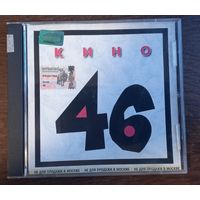 КИНО
46
НЕ ДЛЯ ПРОДАЖИ В МОСКВЕ • НЕ ДЛЯ ПРОДАЖИ В МОСКВЕ • НЕ ДЛЯ ПРОДАЖИ В МОСКВЕ